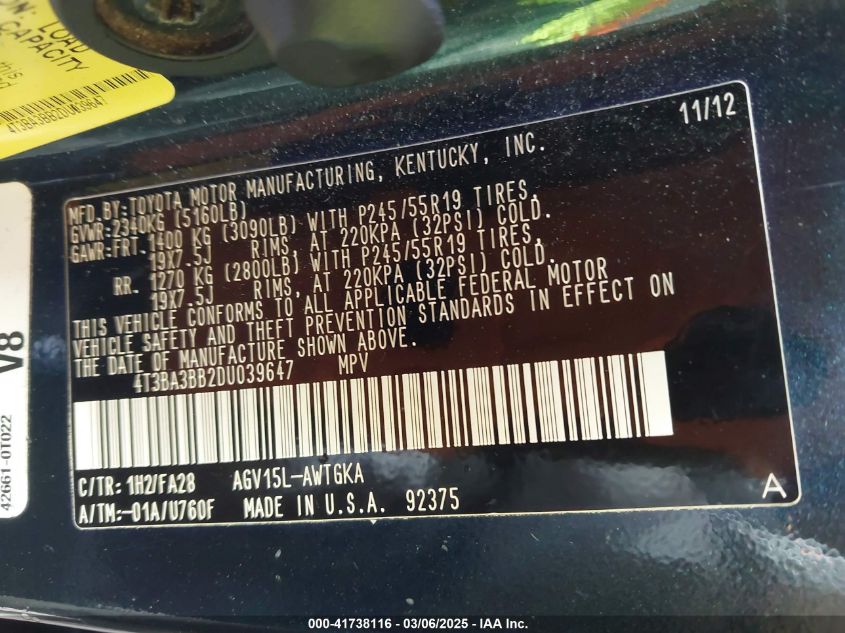 ON: LOAD
CAPACITY
this
4T3BA3BB2DU039647
V8
42661-0T022
11/12
MFD.BY:TOYOTA MOTOR MANUFACTURING, KENTUCKY, INC.
GVWR:2340KG (5160LB)
GAWR:FRT. 1400 KG (3090LB) WITH P245/55R19 TIRES,
19X7.5J RIMS, AT 220KPA (32PSI) COLD.
RR. 1270 KG (2800LB) WITH P245/55R19 TIRES,
19X7.5J RIMS, AT 220KPA (32PSI) COLD.
THIS VEHICLE CONFORMS TO ALL APPLICABLE FEDERAL MOTOR
VEHICLE SAFETY AND THEFT PREVENTION STANDARDS IN EFFECT ON
THE DATE OF MANUFACTURE SHOWN ABOVE.
4T3BA3BB2DU039647 MPV
C/TR: 1H2/FA28 AGV15L-AWTGKA
A/TM:-01A/U760F MADE IN U.S.A. 92375
A
000-41738116 - 03/06/2025 - IAA Inc.